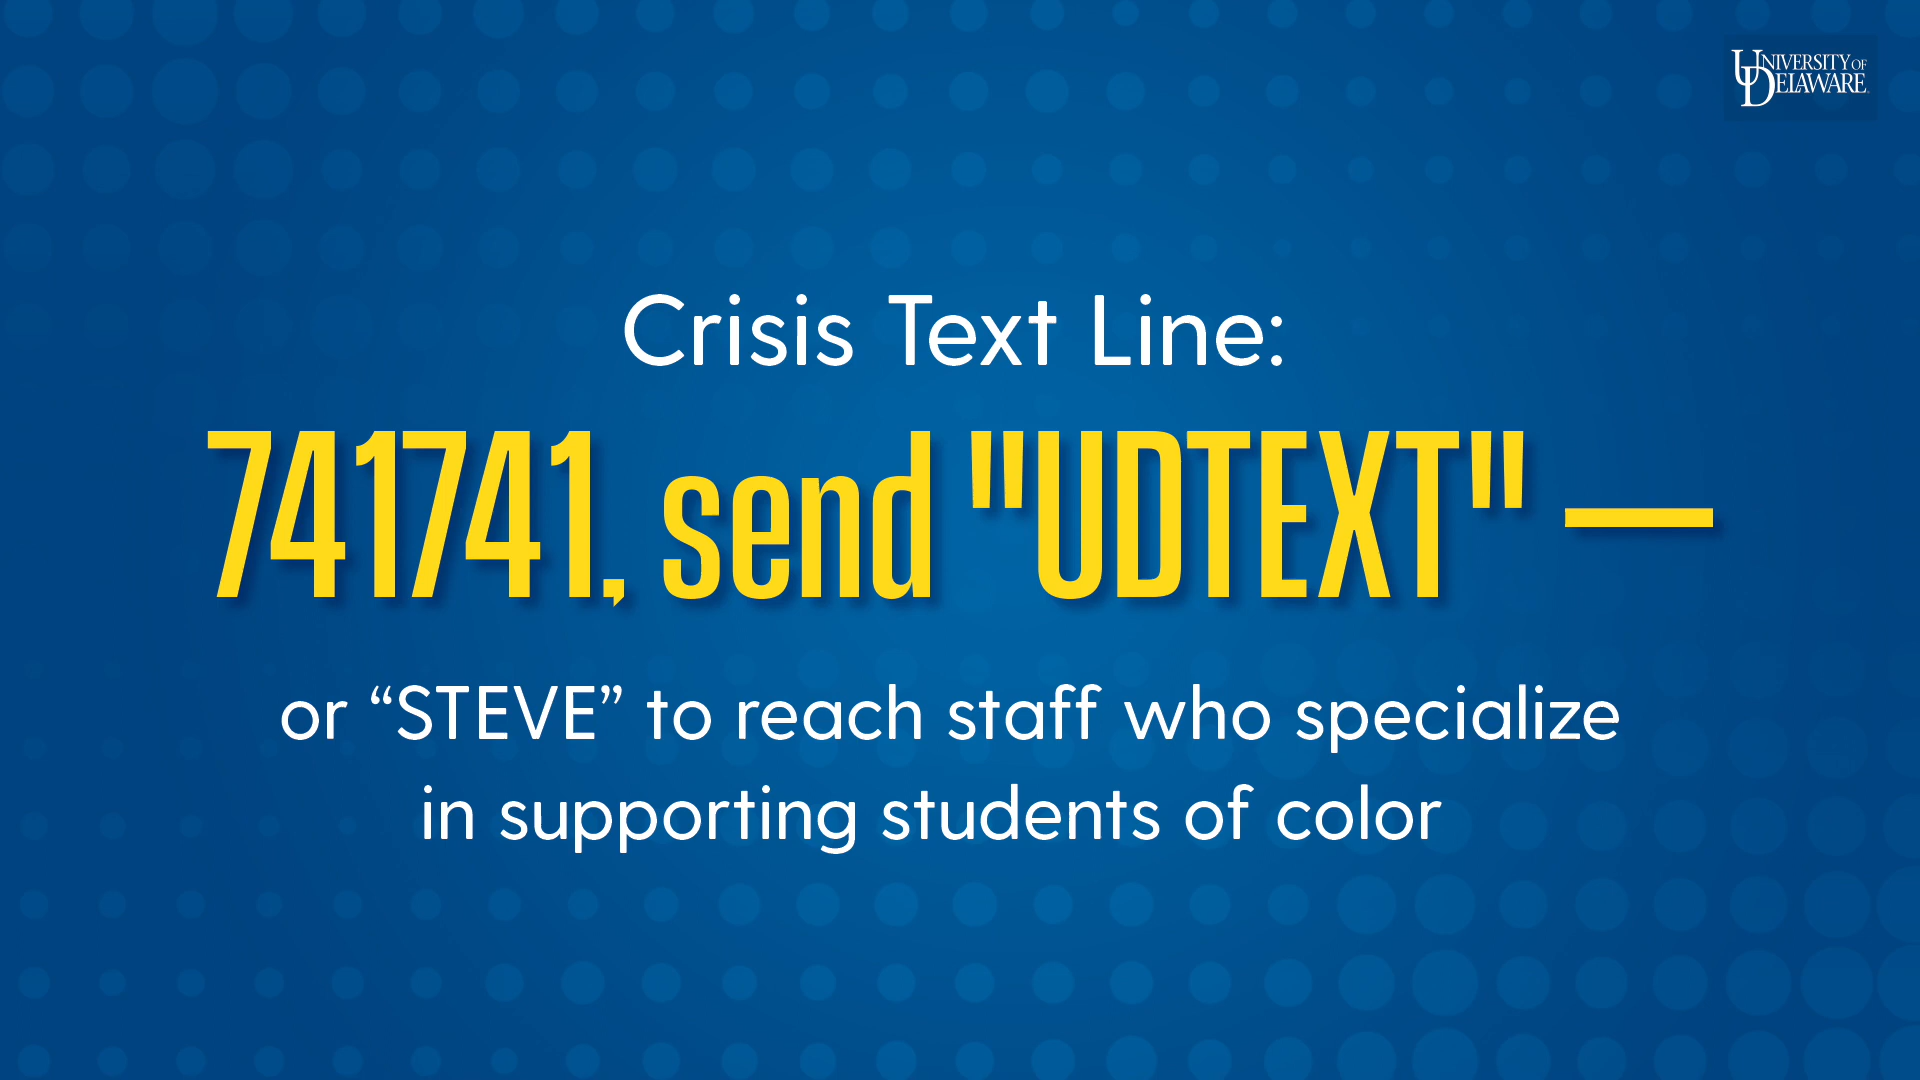 UNIVERSITY OF
DELAWARE
Crisis Text Line:
741741, send "UDTEXT" —
or “STEVE” to reach staff who specialize
in supporting students of color